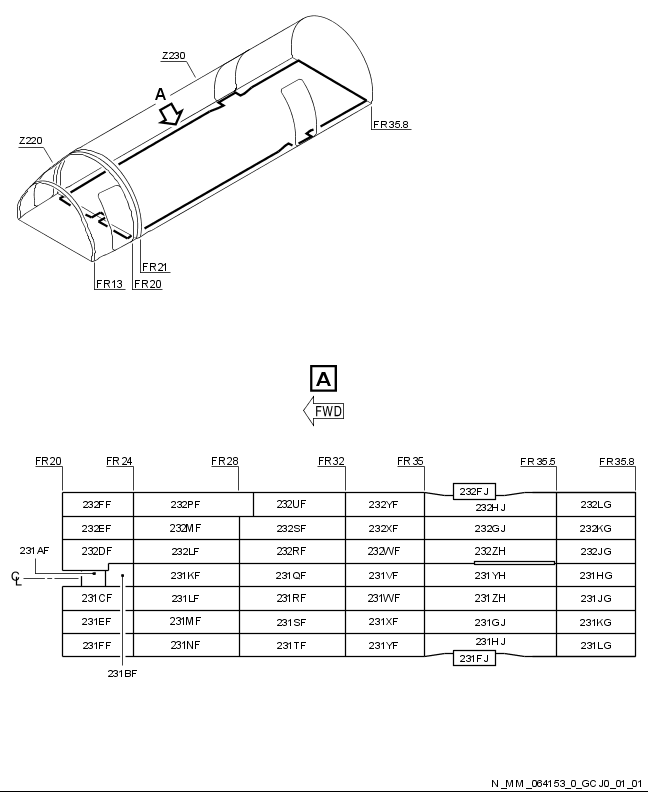 Z230
A
Z220
FR35.8
FR21
FR13 FR20
A
FWD
FR20 FR24 FR28 FR32 FR35 FR35.5 FR35.8
232FJ
232FF 232PF 232UF 232YF 232HJ 232LG
232EF 232MF 232SF 232XF 232GJ 232KG
231AF 232DF 232LF 232RF 232WF 232ZH 232JG
CL 231KF 231QF 231VF 231YH 231HG
231CF 231LF 231RF 231WF 231ZH 231JG
231EF 231MF 231SF 231XF 231GJ 231KG
231FF 231NF 231TF 231YF 231HJ 231LG
231FJ
231BF
N_MM_064153_0_GCJ0_01_01